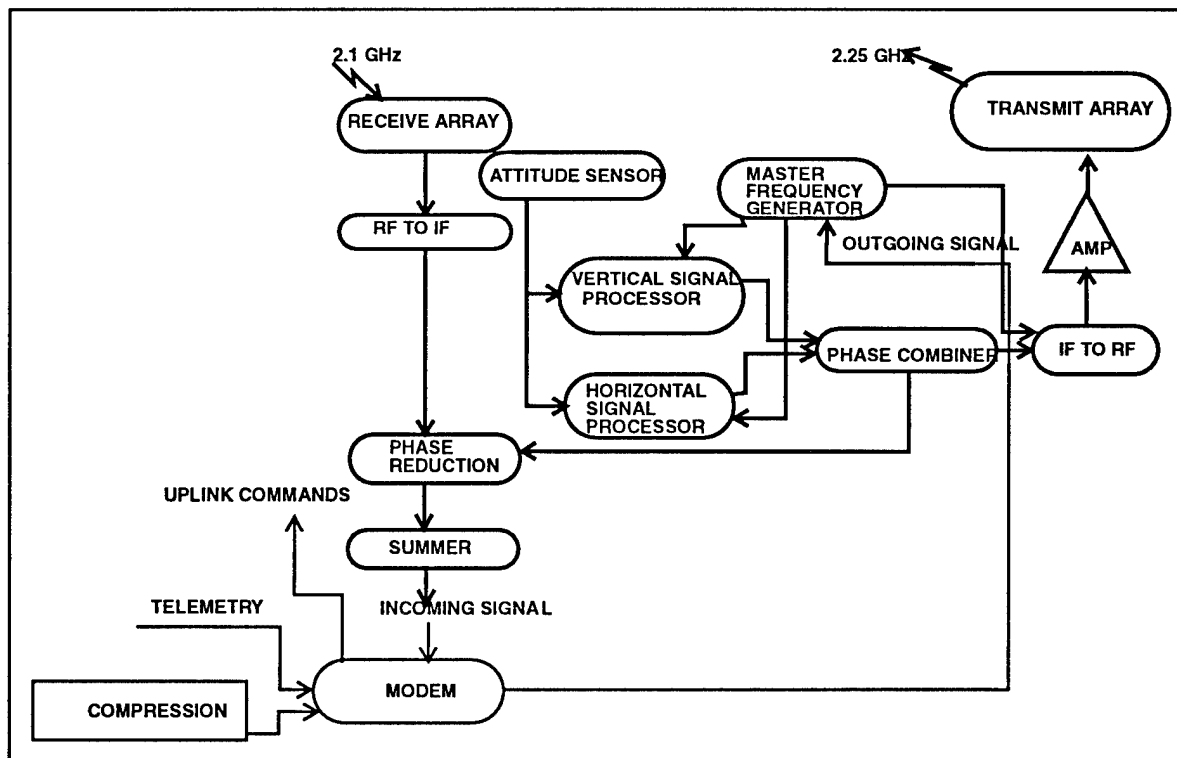 2.1 GHz
2.25 GHz
RECEIVE ARRAY
TRANSMIT ARRAY
ATTITUDE SENSOR
MASTER
FREQUENCY
GENERATOR
RF TO IF
OUTGOING SIGNAL
AMP
VERTICAL SIGNAL
PROCESSOR
PHASE COMBINER
IF TO RF
HORIZONTAL
SIGNAL
PROCESSOR
PHASE
REDUCTION
UPLINK COMMANDS
SUMMER
TELEMETRY
INCOMING SIGNAL
MODEM
COMPRESSION